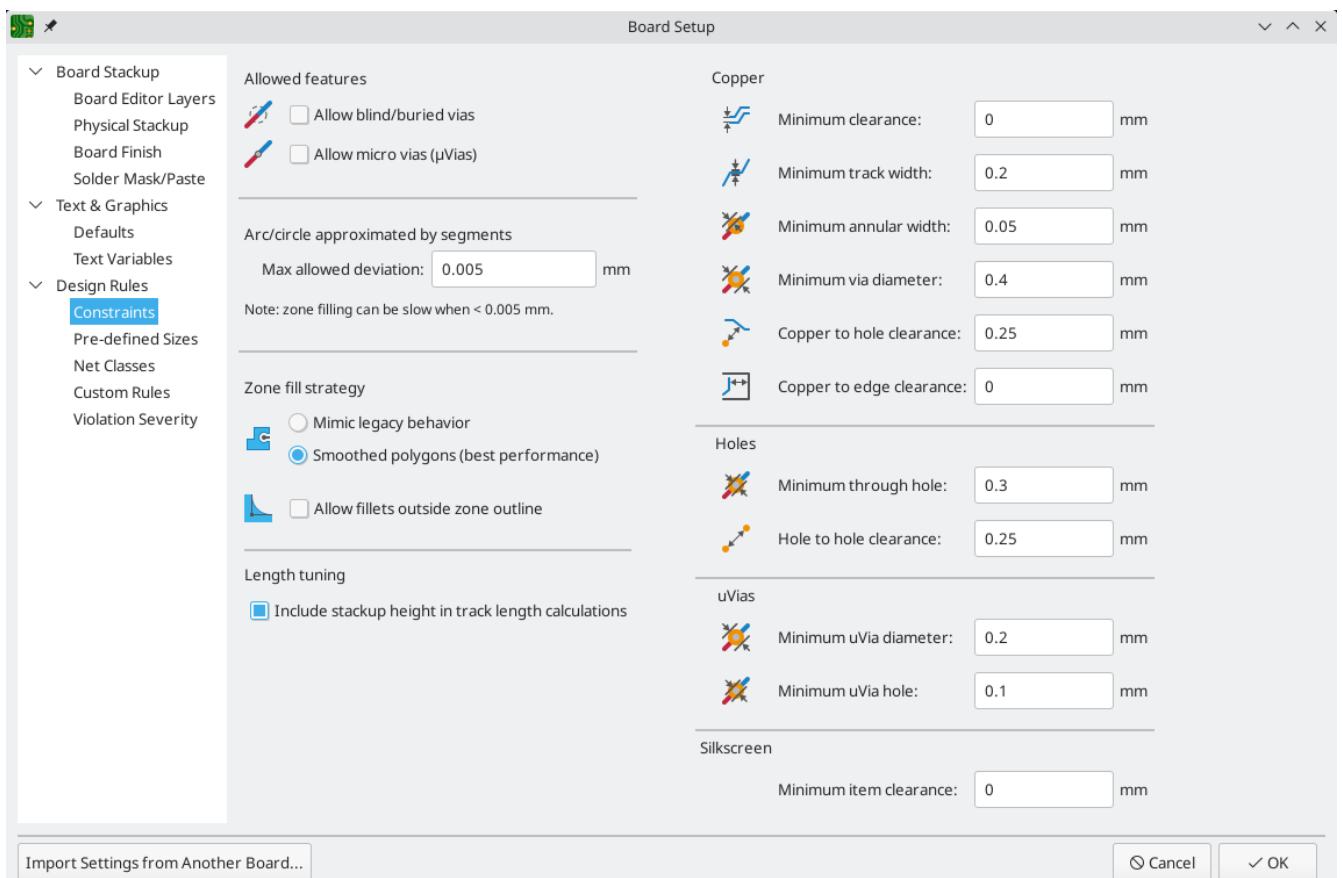 Board Setup
Board Stackup
Board Editor Layers
Physical Stackup
Board Finish
Solder Mask/Paste
Text & Graphics
Defaults
Text Variables
Design Rules
Constraints
Pre-defined Sizes
Net Classes
Custom Rules
Violation Severity
Allowed features
Allow blind/buried vias
Allow micro vias (µVias)
Arc/circle approximated by segments
Max allowed deviation: 0.005 mm
Note: zone filling can be slow when < 0.005 mm.
Zone fill strategy
Mimic legacy behavior
Smoothed polygons (best performance)
Allow fillets outside zone outline
Length tuning
Include stackup height in track length calculations
Copper
Minimum clearance: 0 mm
Minimum track width: 0.2 mm
Minimum annular width: 0.05 mm
Minimum via diameter: 0.4 mm
Copper to hole clearance: 0.25 mm
Copper to edge clearance: 0 mm
Holes
Minimum through hole: 0.3 mm
Hole to hole clearance: 0.25 mm
uVias
Minimum uVia diameter: 0.2 mm
Minimum uVia hole: 0.1 mm
Silkscreen
Minimum item clearance: 0 mm
Import Settings from Another Board...
Cancel
OK